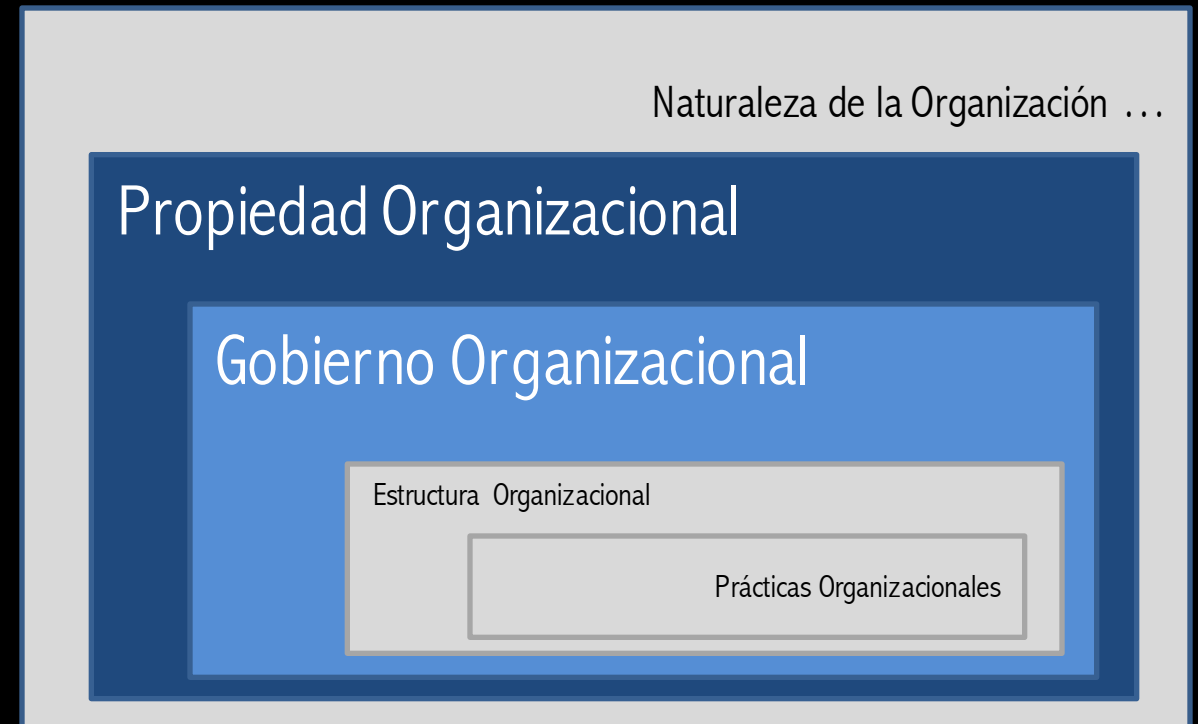 Naturaleza de la Organización ...
Propiedad Organizacional
Gobierno Organizacional
Estructura Organizacional
Prácticas Organizacionales